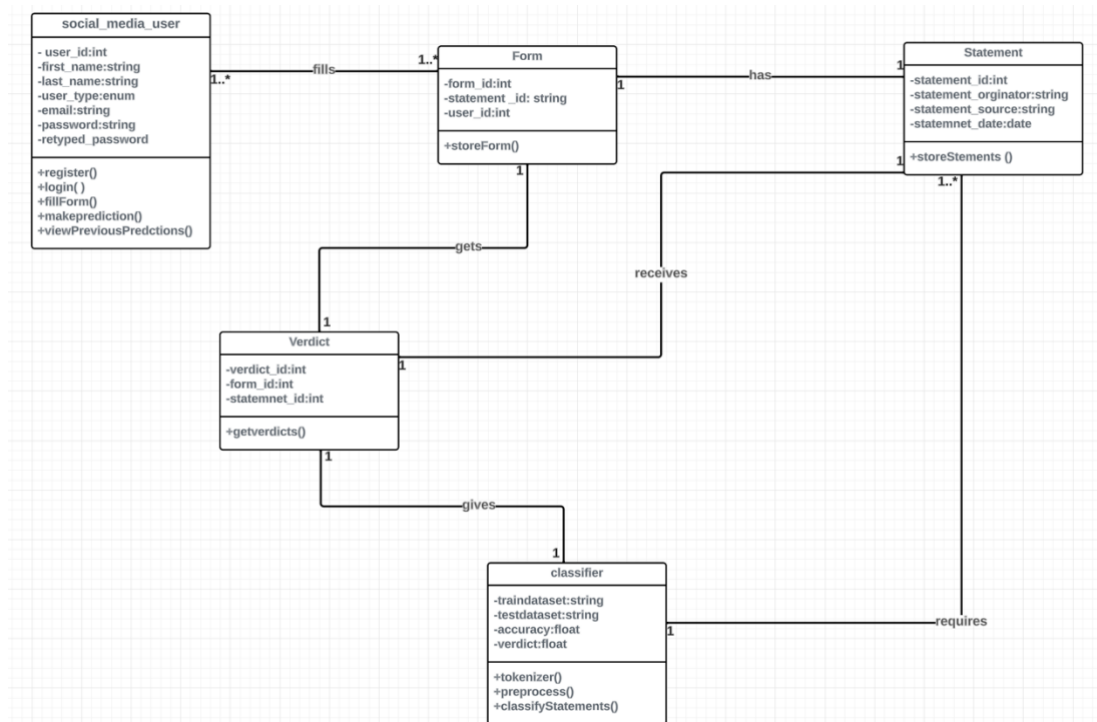 social_media_user
- user_id:int
-first_name:string
-last_name:string
-user_type:enum
-email:string
-password:string
-retyped_password
+register()
+login( )
+fillForm()
+makeprediction()
+viewPreviousPredctions()
1..*
fills
1..*
Form
-form_id:int
-statement _id: string
-user_id:int
+storeForm()
1
has
1
Statement
-statement_id:int
-statement_orginator:string
-statement_source:string
-statemnet_date:date
+storeStements ()
1
1..*
1
gets
1
receives
Verdict
-verdict_id:int
-form_id:int
-statemnet_id:int
+getverdicts()
1
1
gives
1
classifier
-traindataset:string
-testdataset:string
-accuracy:float
-verdict:float
+tokenizer()
+preprocess()
+classifyStatements()
1
requires